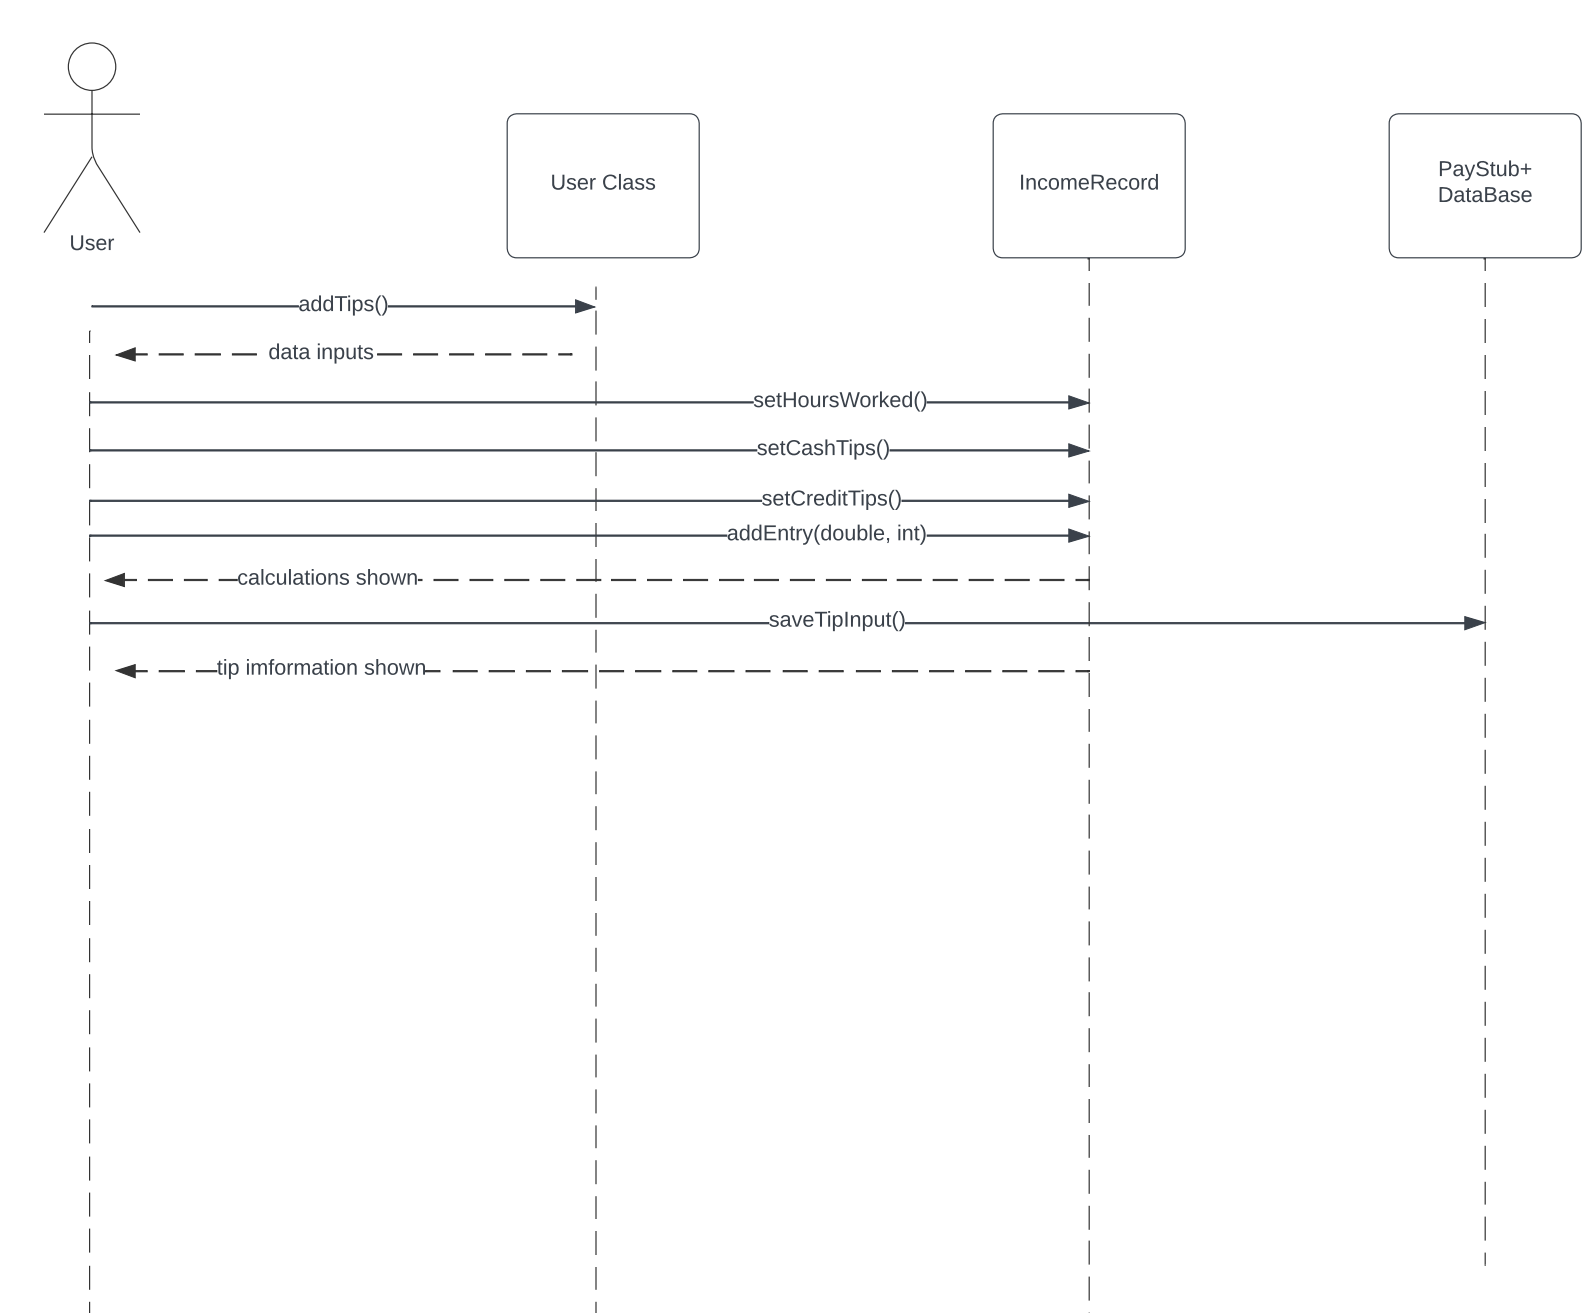 User
User Class
IncomeRecord
PayStub+
DataBase
addTips()
data inputs
setHoursWorked()
setCashTips()
setCreditTips()
addEntry(double, int)
calculations shown
saveTipInput()
tip imformation shown